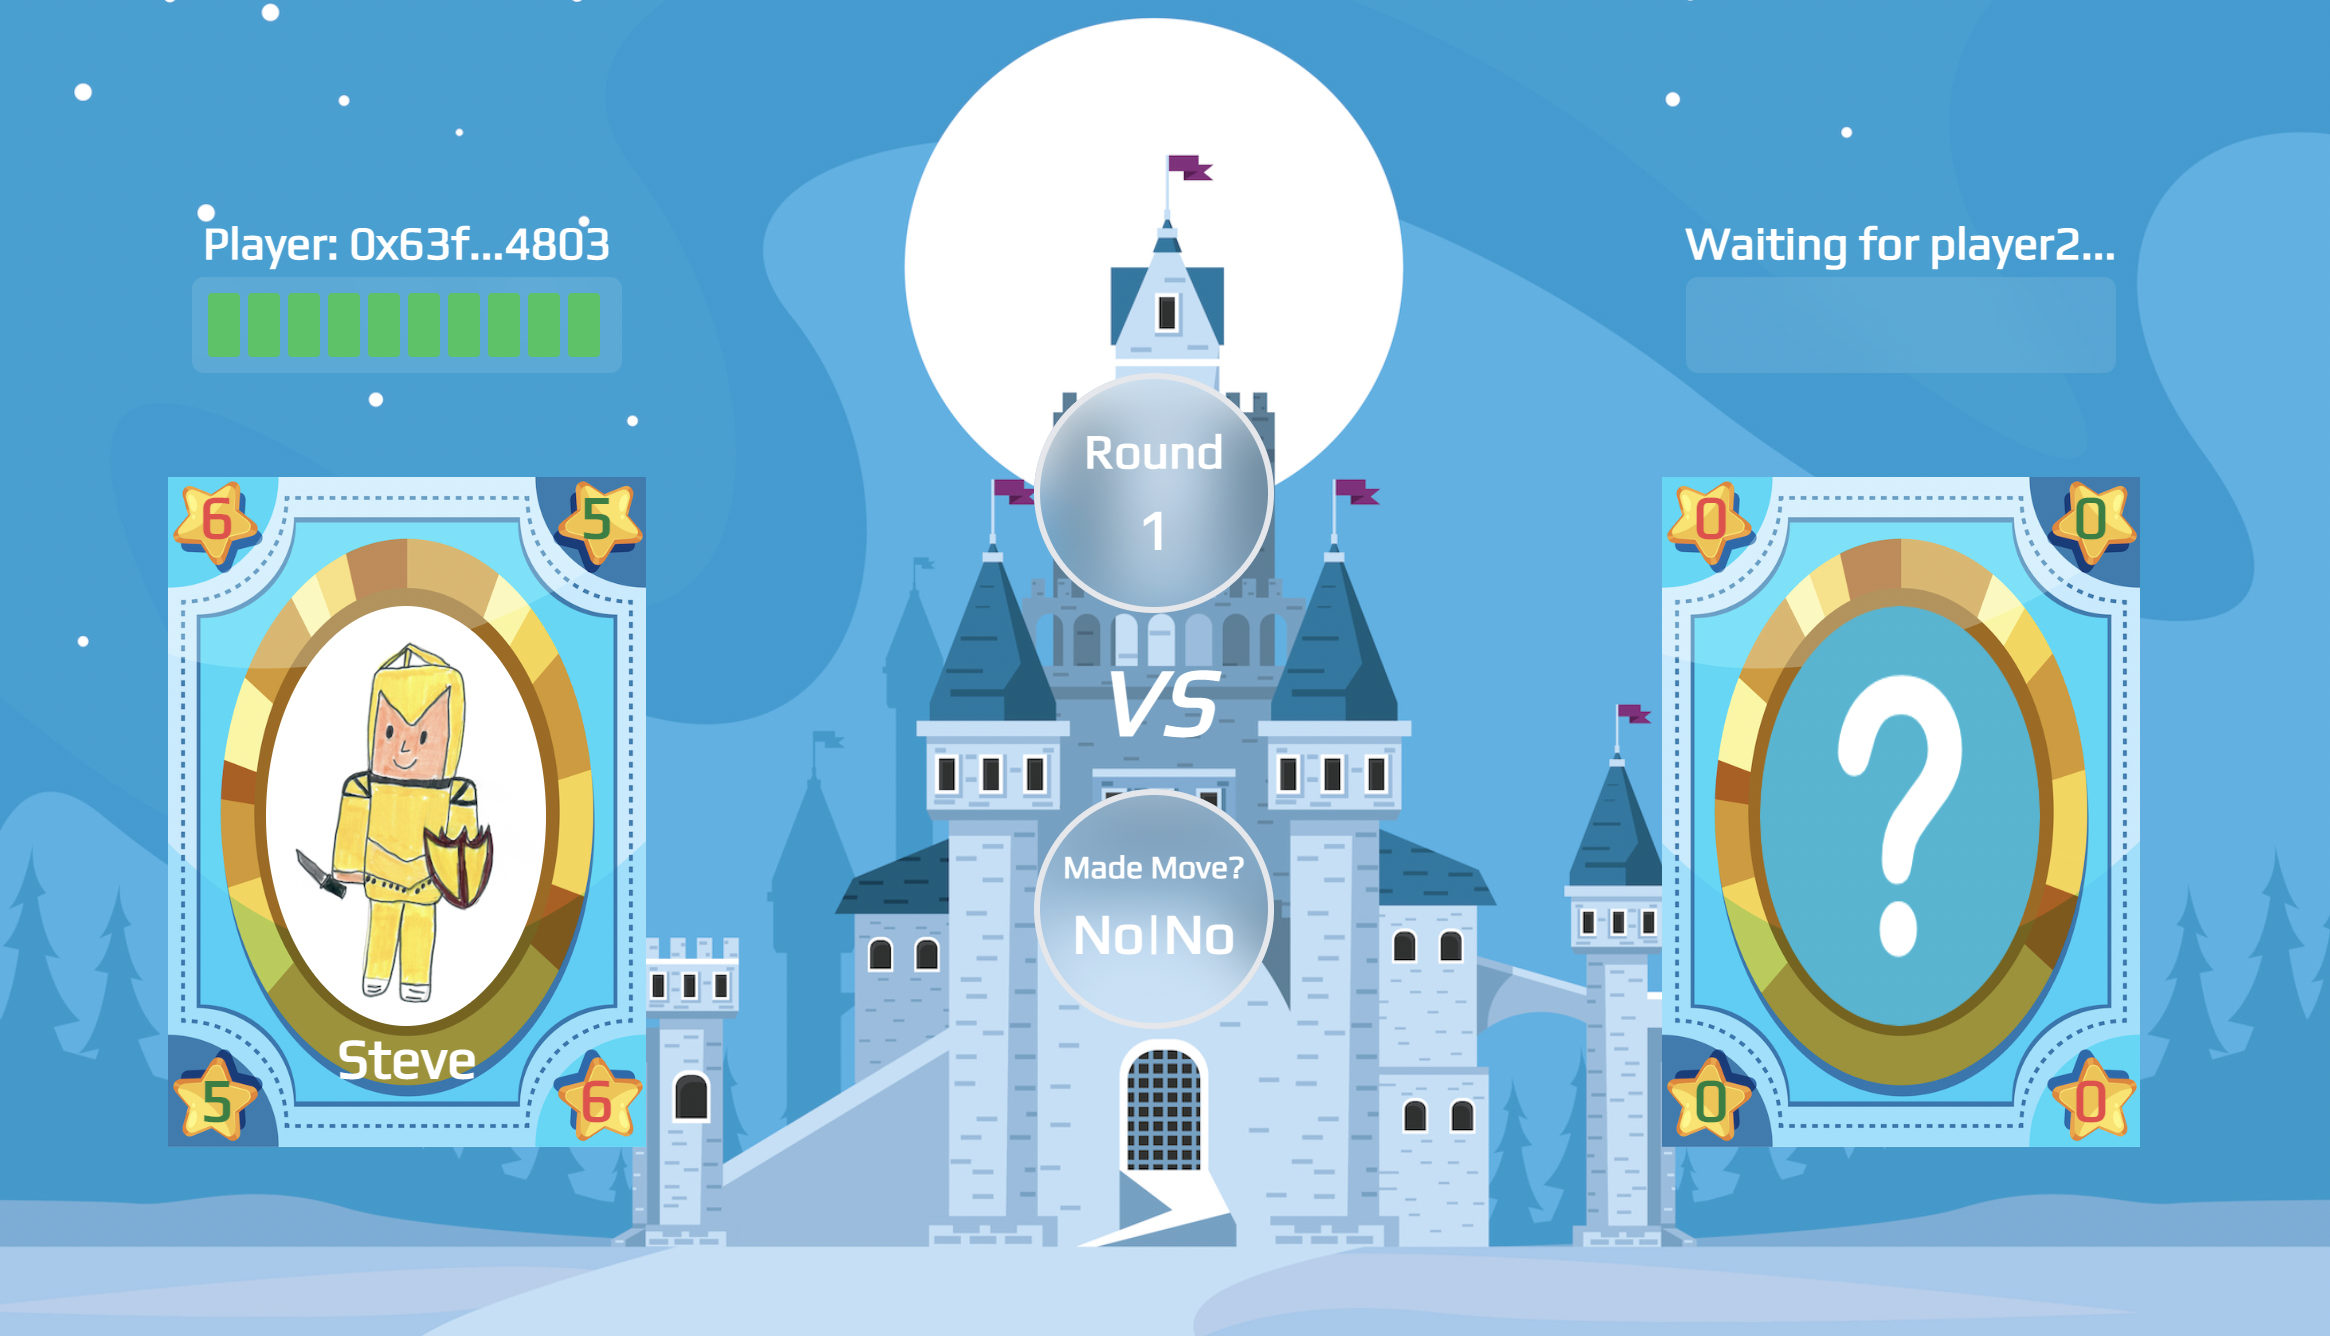 Player: 0x63f...4803
Waiting for player2...
Round
1
6
5
0
0
VS
Made Move?
No|No
Steve
5
6
0
0